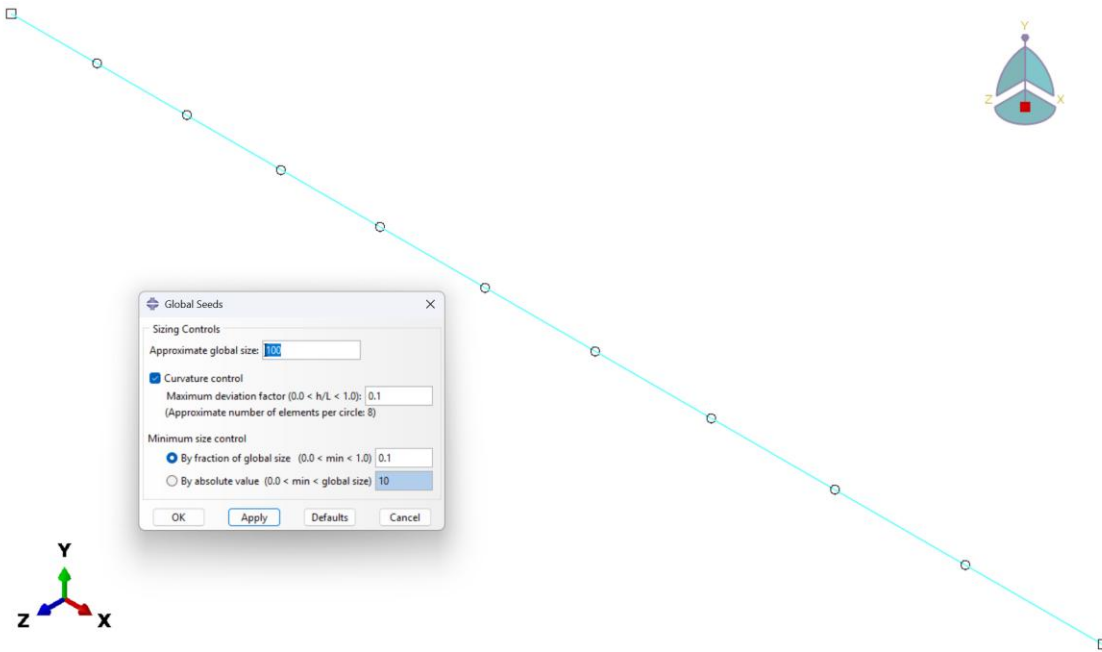 Y
Z X
Global Seeds
Sizing Controls
Approximate global size: 100
Curvature control
Maximum deviation factor (0.0 < h/L < 1.0): 0.1
(Approximate number of elements per circle: 8)
Minimum size control
By fraction of global size (0.0 < min < 1.0) 0.1
By absolute value (0.0 < min < global size) 10
OK Apply Defaults Cancel
Y
Z X